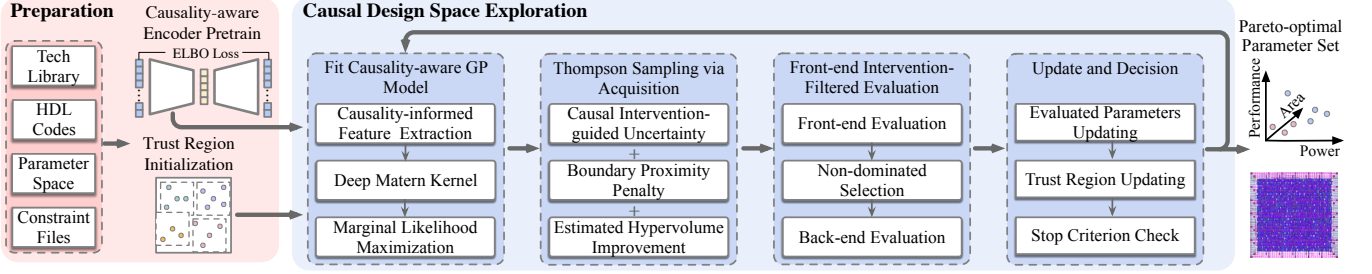 Preparation
Tech
Library
HDL
Codes
Parameter
Space
Constraint
Files
Causality-aware
Encoder Pretrain
ELBO Loss
Trust Region
Initialization
Causal Design Space Exploration
Fit Causality-aware GP
Model
Causality-informed
Feature Extraction
Deep Matern Kernel
Marginal Likelihood
Maximization
Thompson Sampling via
Acquisition
Causal Intervention-
guided Uncertainty
+
Boundary Proximity
Penalty
+
Estimated Hypervolume
Improvement
Front-end Intervention-
Filtered Evaluation
Front-end Evaluation
Non-dominated
Selection
Back-end Evaluation
Update and Decision
Evaluated Parameters
Updating
Trust Region Updating
Stop Criterion Check
Pareto-optimal
Parameter Set
Performance
Area
Power